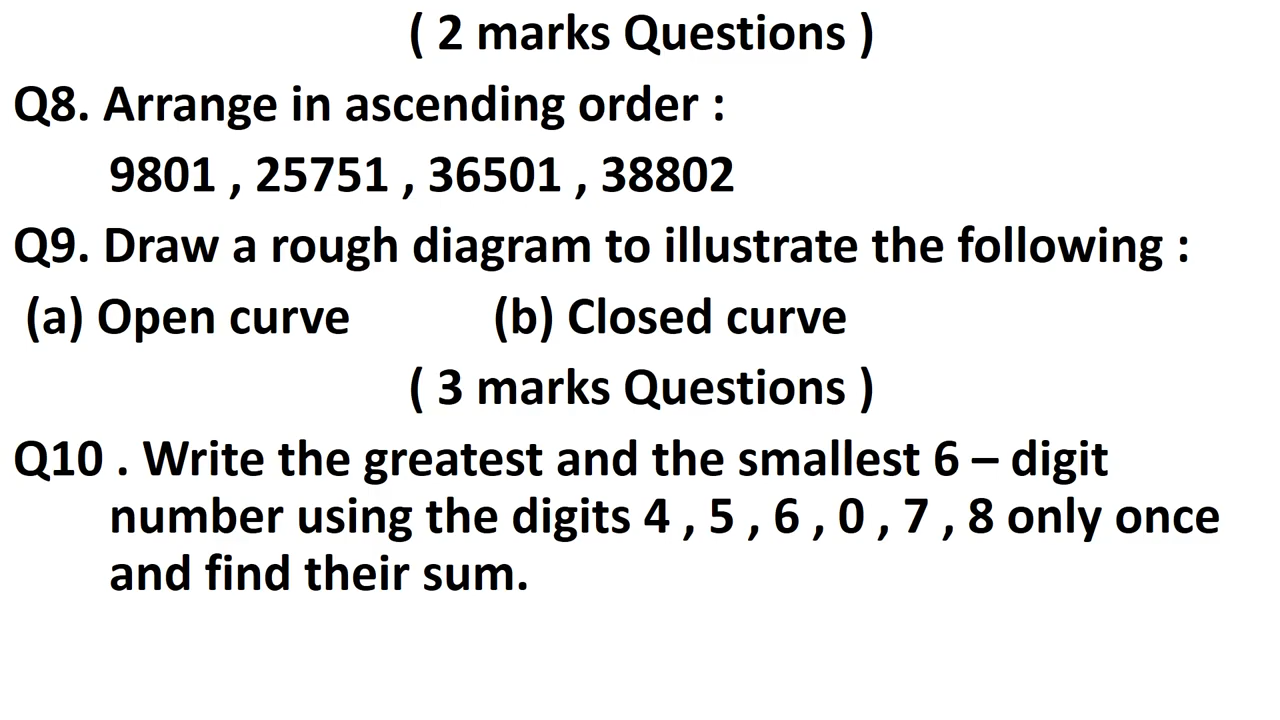 ( 2 marks Questions )
Q8. Arrange in ascending order :
9801 , 25751 , 36501 , 38802
Q9. Draw a rough diagram to illustrate the following :
(a) Open curve (b) Closed curve
( 3 marks Questions )
Q10 . Write the greatest and the smallest 6 – digit
number using the digits 4 , 5 , 6 , 0 , 7 , 8 only once
and find their sum.